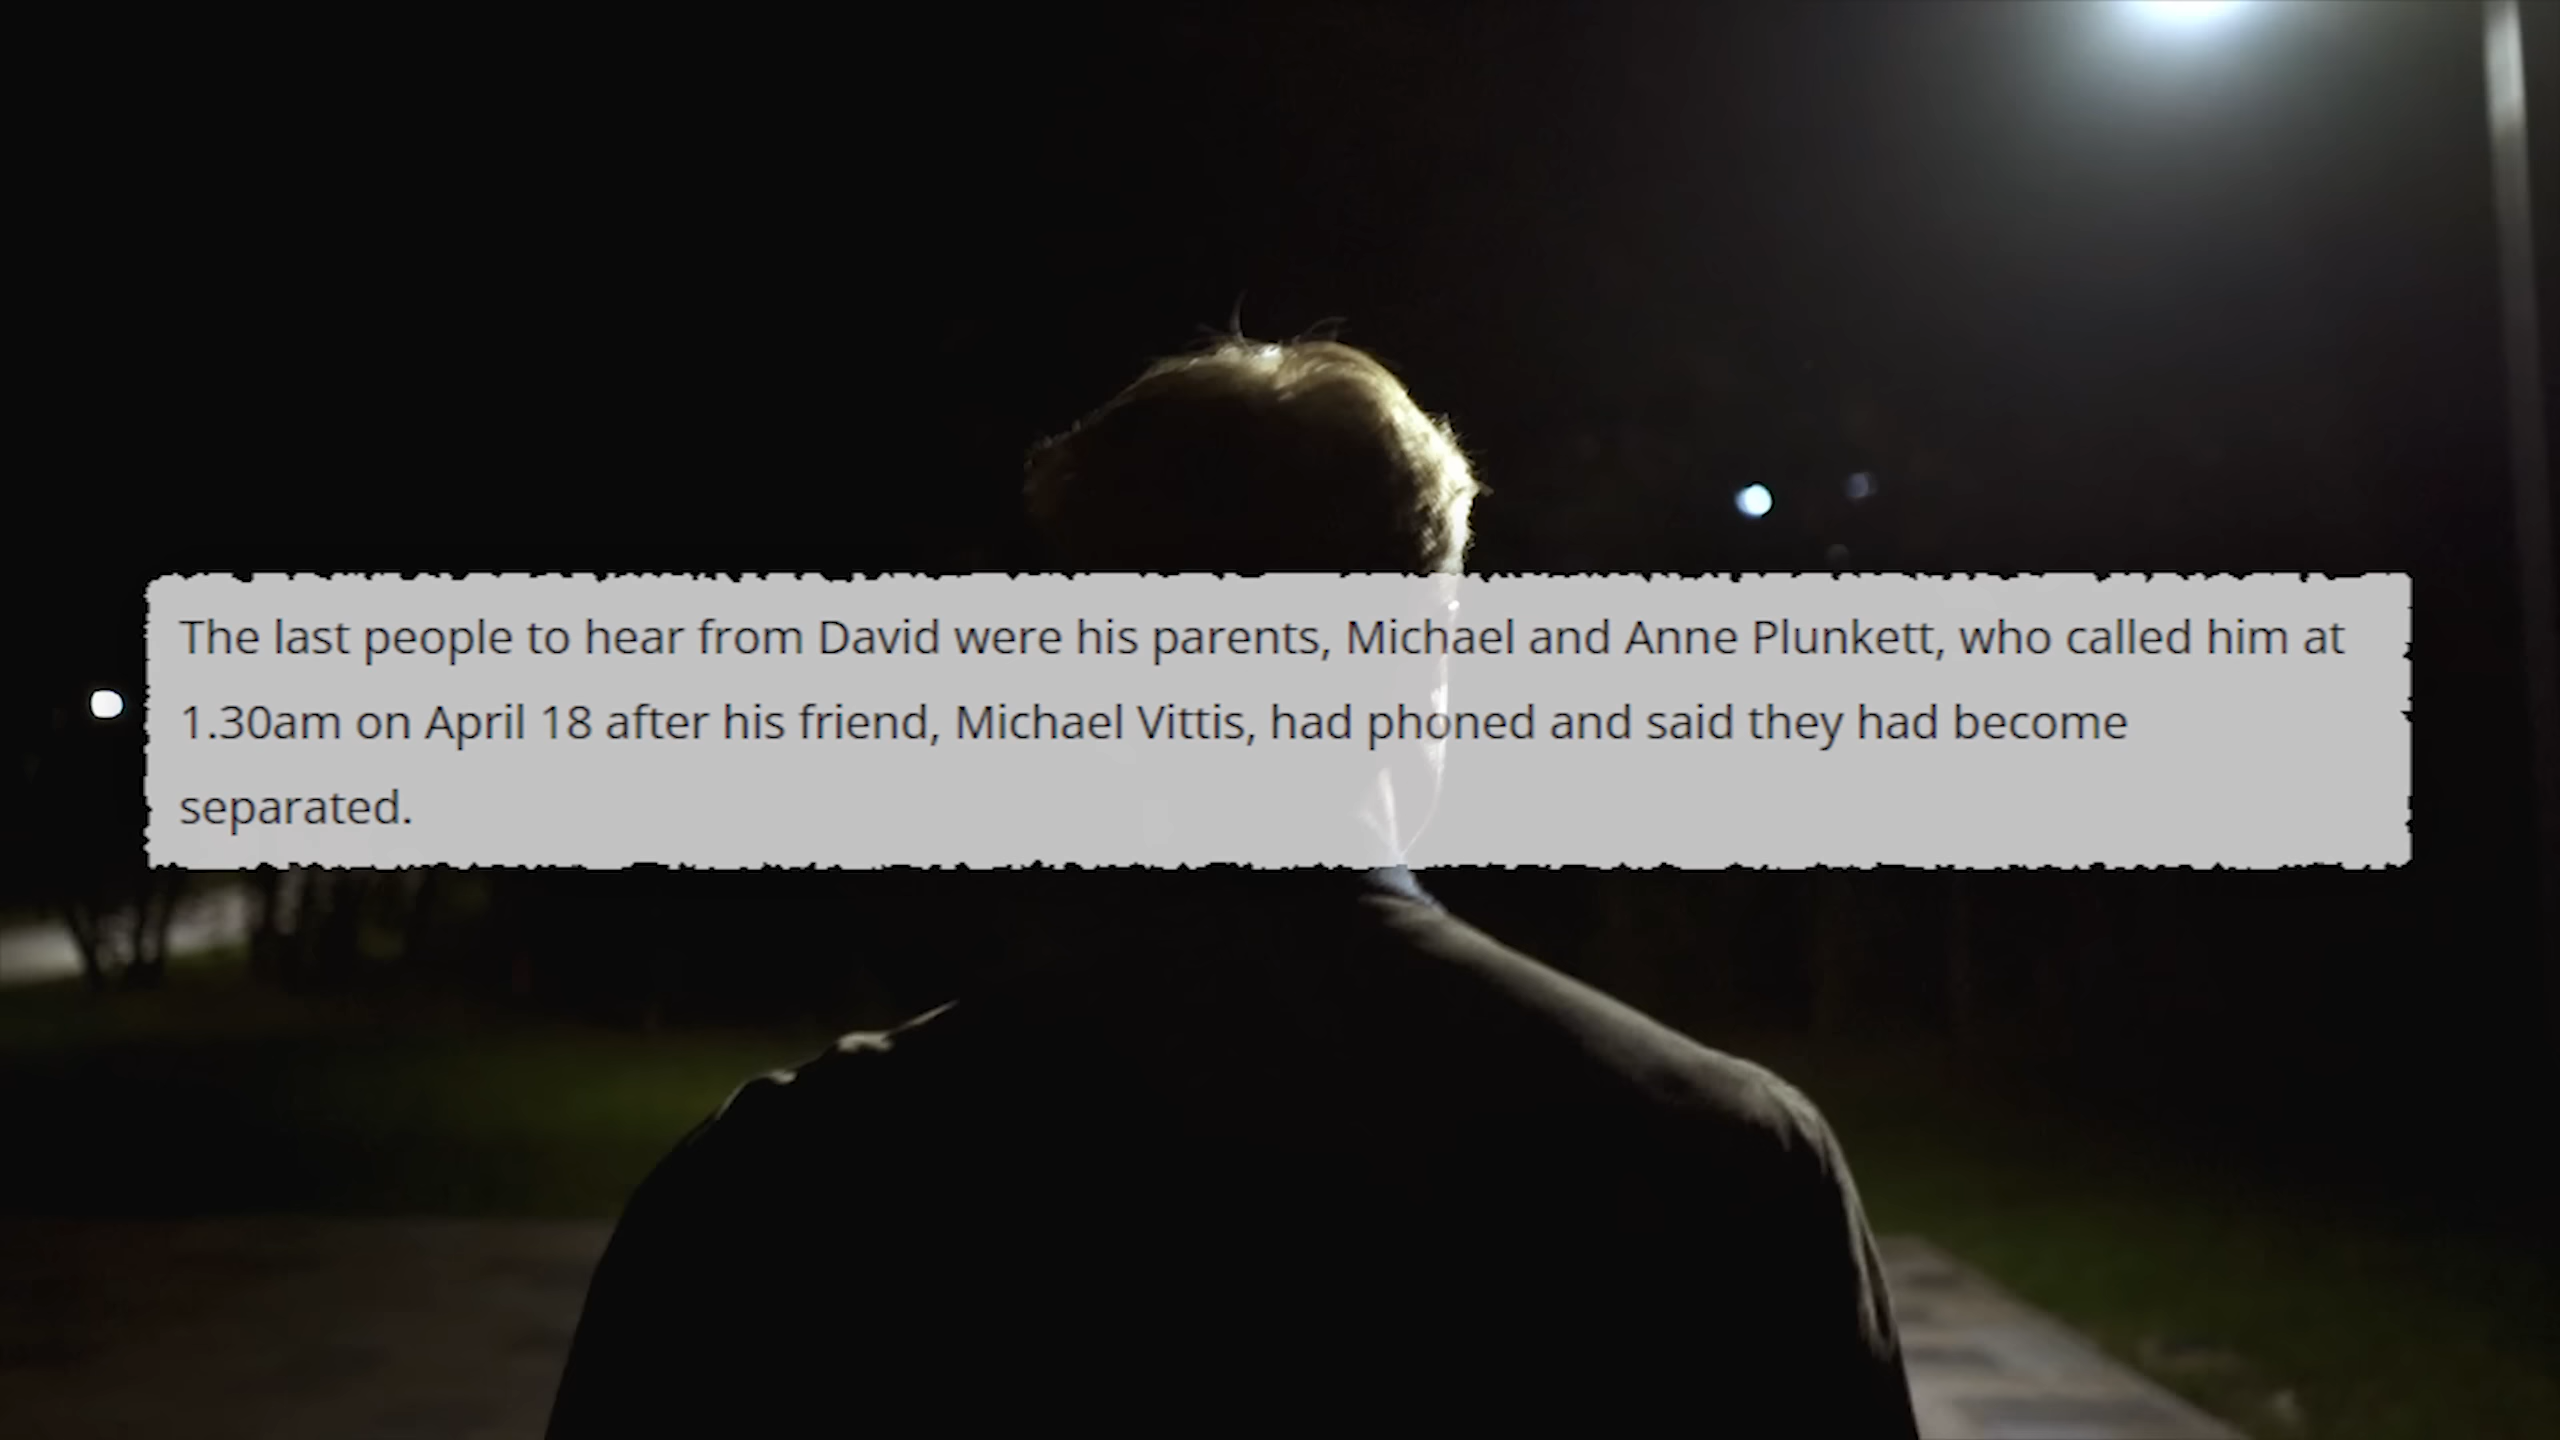 The last people to hear from David were his parents, Michael and Anne Plunkett, who called him at
1.30am on April 18 after his friend, Michael Vittis, had phoned and said they had become
separated.